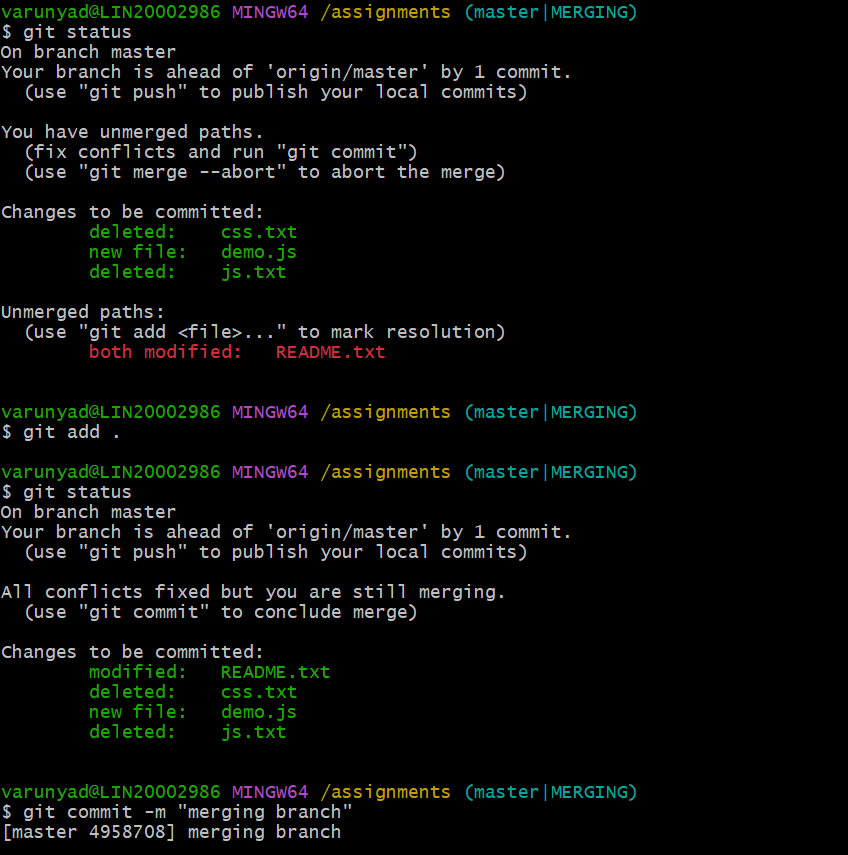 varunyad@LIN20002986 MINGW64 /assignments (master|MERGING)
$ git status
On branch master
Your branch is ahead of 'origin/master' by 1 commit.
  (use "git push" to publish your local commits)

You have unmerged paths.
  (fix conflicts and run "git commit")
  (use "git merge --abort" to abort the merge)

Changes to be committed:
        deleted:    css.txt
        new file:   demo.js
        deleted:    js.txt

Unmerged paths:
  (use "git add <file>..." to mark resolution)
        both modified:   README.txt

varunyad@LIN20002986 MINGW64 /assignments (master|MERGING)
$ git add .

varunyad@LIN20002986 MINGW64 /assignments (master|MERGING)
$ git status
On branch master
Your branch is ahead of 'origin/master' by 1 commit.
  (use "git push" to publish your local commits)

All conflicts fixed but you are still merging.
  (use "git commit" to conclude merge)

Changes to be committed:
        modified:   README.txt
        deleted:    css.txt
        new file:   demo.js
        deleted:    js.txt

varunyad@LIN20002986 MINGW64 /assignments (master|MERGING)
$ git commit -m "merging branch"
[master 4958708] merging branch